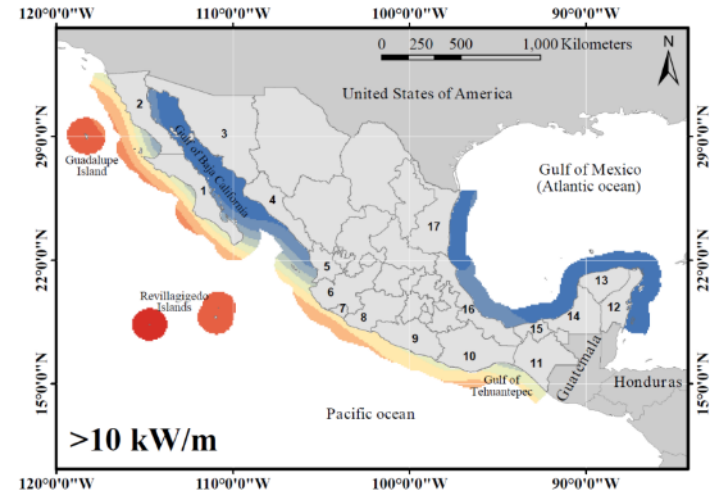 120°0'0"W 110°0'0"W 100°0'0"W 90°0'0"W
0 250 500 1,000 Kilometers
N
United States of America
29°0'0"N 29°0'0"N
2
3
Gulf of Baja California
Guadalupe
Island
Gulf of Mexico
(Atlantic ocean)
1
4
17
22°0'0"N 22°0'0"N
5
13
Revillagigedo
Islands
6
7
8
16
14
12
15
9
10
11
Guatemala
Honduras
15°0'0"N 15°0'0"N
Gulf of
Tehuantepec
Pacific ocean
>10 kW/m
120°0'0"W 110°0'0"W 100°0'0"W 90°0'0"W